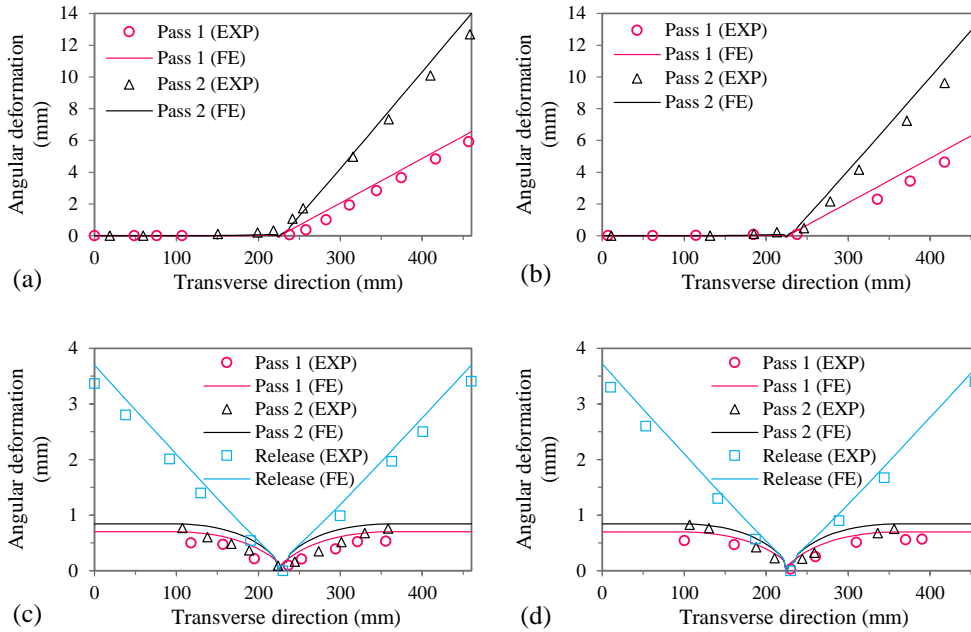 Angular deformation
(mm)
14
12
10
8
6
4
2
0
Pass 1 (EXP)
Pass 1 (FE)
Pass 2 (EXP)
Pass 2 (FE)
0 100 200 300 400
Transverse direction (mm)
(a)
Angular deformation
(mm)
14
12
10
8
6
4
2
0
Pass 1 (EXP)
Pass 1 (FE)
Pass 2 (EXP)
Pass 2 (FE)
0 100 200 300 400
Transverse direction (mm)
(b)
Angular deformation
(mm)
4
3
2
1
0
Pass 1 (EXP)
Pass 1 (FE)
Pass 2 (EXP)
Pass 2 (FE)
Release (EXP)
Release (FE)
0 100 200 300 400
Transverse direction (mm)
(c)
Angular deformation
(mm)
4
3
2
1
0
Pass 1 (EXP)
Pass 1 (FE)
Pass 2 (EXP)
Pass 2 (FE)
Release (EXP)
Release (FE)
0 100 200 300 400
Transverse direction (mm)
(d)